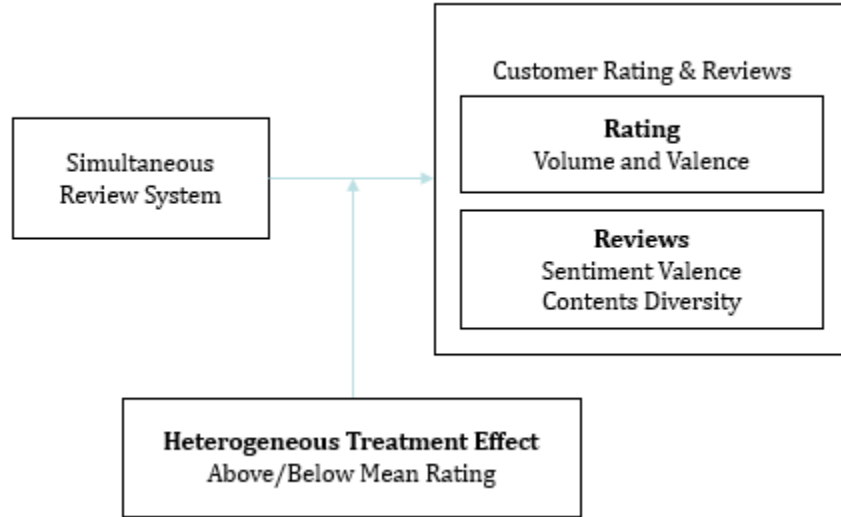 Customer Rating & Reviews
Rating
Volume and Valence
Simultaneous
Review System
Reviews
Sentiment Valence
Contents Diversity
Heterogeneous Treatment Effect
Above/Below Mean Rating